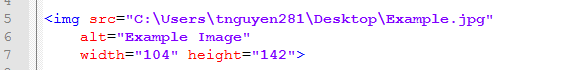 5 <img src="C:\Users\tnguyen281\Desktop\Example.jpg"
6 alt="Example Image"
7 width="104" height="142">